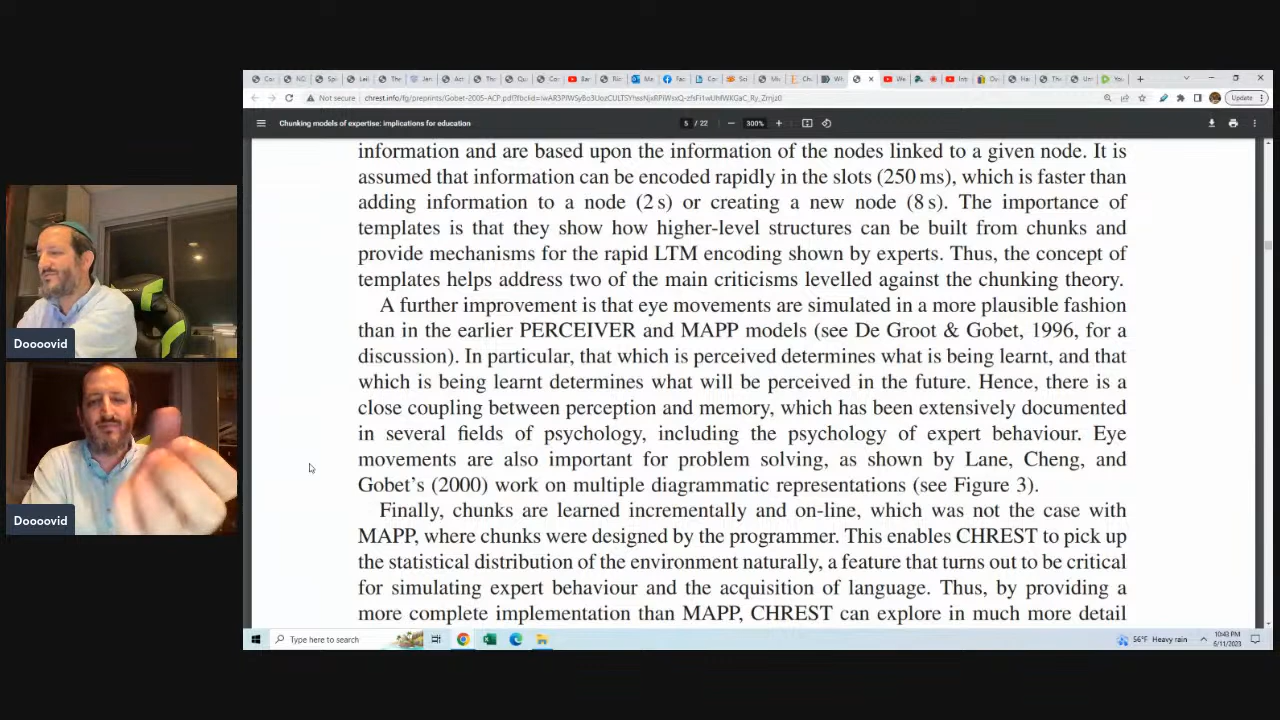 Not secure
Update
Chunking models of expertise: implications for education
5 / 22
300%
information and are based upon the information of the nodes linked to a given node. It is
assumed that information can be encoded rapidly in the slots (250 ms), which is faster than
adding information to a node (2 s) or creating a new node (8 s). The importance of
templates is that they show how higher-level structures can be built from chunks and
provide mechanisms for the rapid LTM encoding shown by experts. Thus, the concept of
templates helps address two of the main criticisms levelled against the chunking theory.
A further improvement is that eye movements are simulated in a more plausible fashion
than in the earlier PERCEIVER and MAPP models (see De Groot & Gobet, 1996, for a
discussion). In particular, that which is perceived determines what is being learnt, and that
which is being learnt determines what will be perceived in the future. Hence, there is a
close coupling between perception and memory, which has been extensively documented
in several fields of psychology, including the psychology of expert behaviour. Eye
movements are also important for problem solving, as shown by Lane, Cheng, and
Gobet's (2000) work on multiple diagrammatic representations (see Figure 3).
Finally, chunks are learned incrementally and on-line, which was not the case with
MAPP, where chunks were designed by the programmer. This enables CHREST to pick up
the statistical distribution of the environment naturally, a feature that turns out to be critical
for simulating expert behaviour and the acquisition of language. Thus, by providing a
more complete implementation than MAPP, CHREST can explore in much more detail
Doooovid
Doooovid
Type here to search
56°F Heavy rain
10:43 PM
6/11/2023